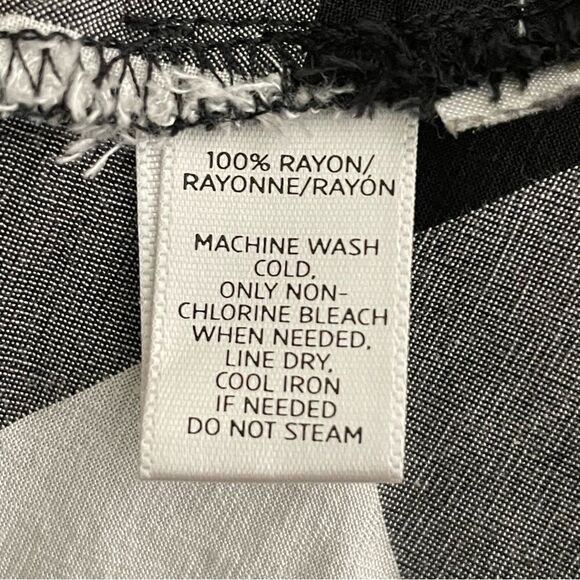 100% RAYON/
RAYONNE/RAYÓN
MACHINE WASH
COLD,
ONLY NON-
CHLORINE BLEACH
WHEN NEEDED,
LINE DRY,
COOL IRON
IF NEEDED
DO NOT STEAM